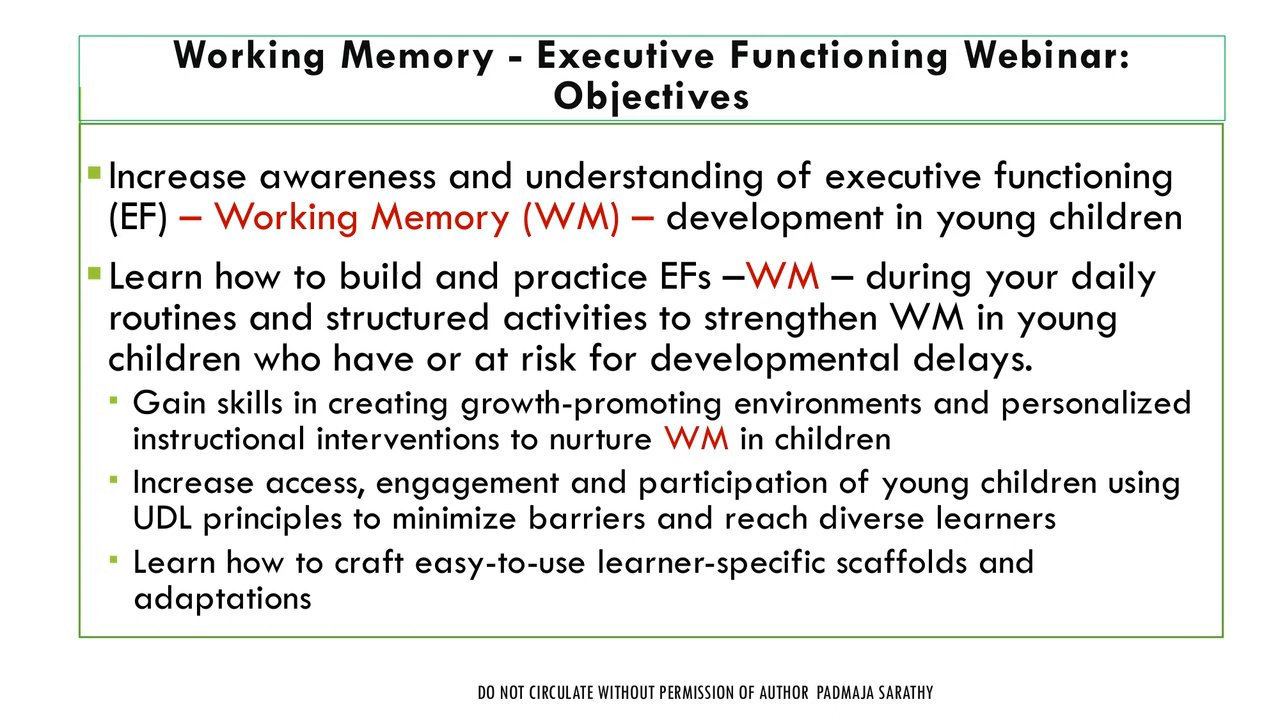 Working Memory - Executive Functioning Webinar:
Objectives
▪Increase awareness and understanding of executive functioning
(EF) – Working Memory (WM) – development in young children
▪Learn how to build and practice EFs –WM – during your daily
routines and structured activities to strengthen WM in young
children who have or at risk for developmental delays.
▪ Gain skills in creating growth-promoting environments and personalized
instructional interventions to nurture WM in children
▪ Increase access, engagement and participation of young children using
UDL principles to minimize barriers and reach diverse learners
▪ Learn how to craft easy-to-use learner-specific scaffolds and
adaptations
DO NOT CIRCULATE WITHOUT PERMISSION OF AUTHOR PADMAJA SARATHY